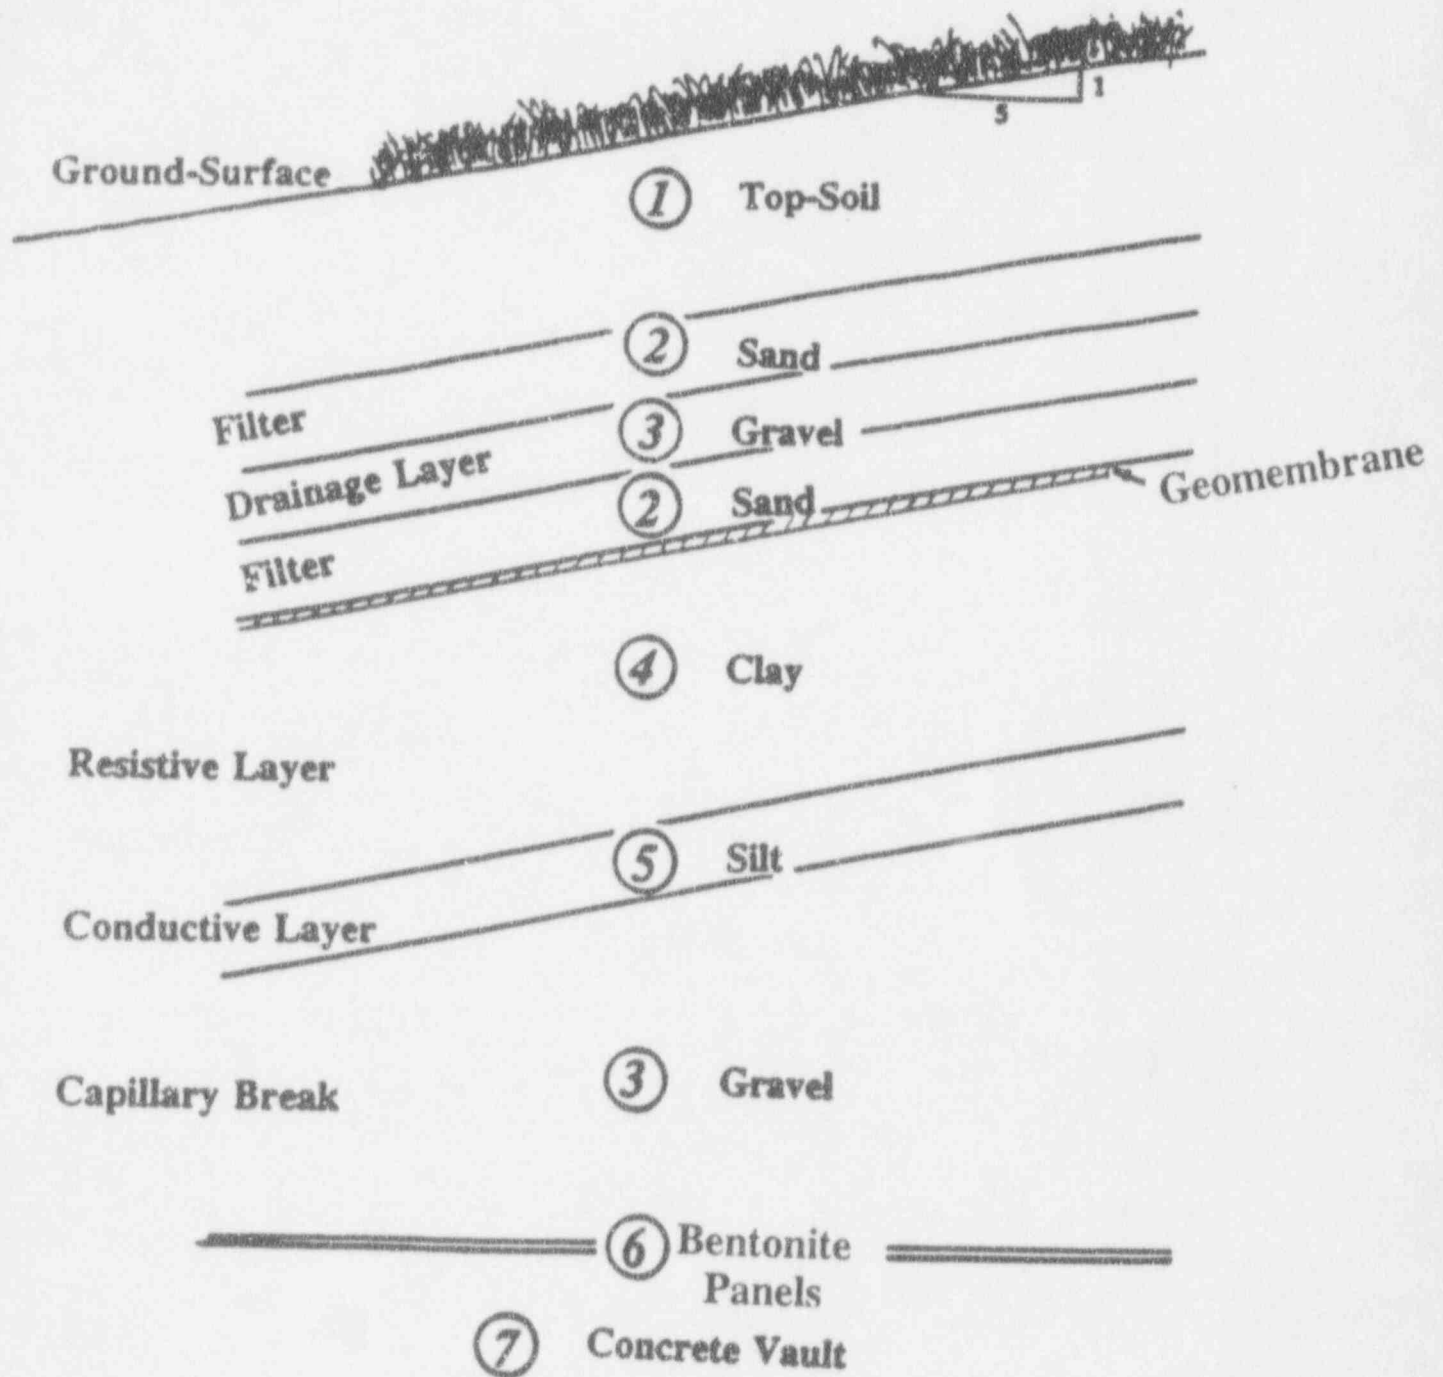 1
5
Ground-Surface
1 Top-Soil
2 Sand
Filter
3 Gravel
Drainage Layer
Geomembrane
2 Sand
Filter
4 Clay
Resistive Layer
5 Silt
Conductive Layer
3 Gravel
Capillary Break
6 Bentonite
Panels
7 Concrete Vault